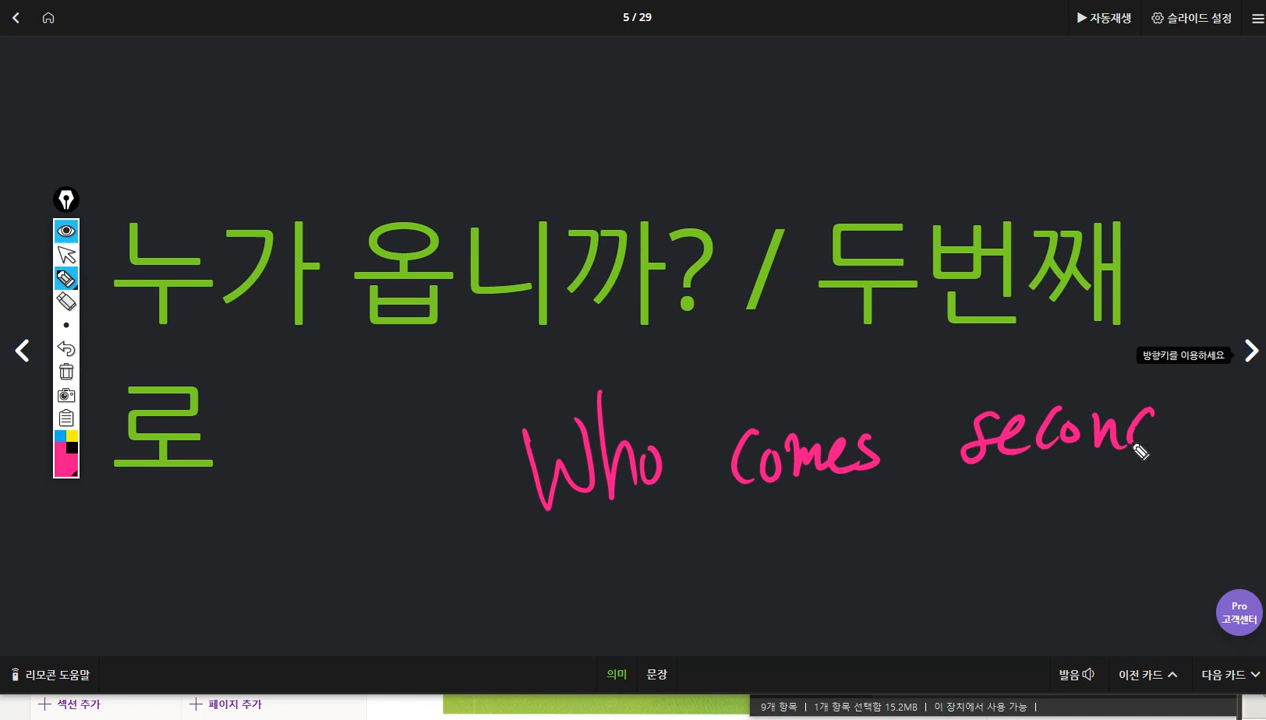 5 / 29
자동재생
슬라이드 설정
누가 옵니까? / 두번째
로
방향키를 이용하세요
Who comes secon
Pro
고객센터
리모콘 도움말
의미
문장
발음
이전 카드
다음 카드
섹션 추가
페이지 추가
9개 항목 | 1개 항목 선택함 15.2MB | 이 장치에서 사용 가능 |